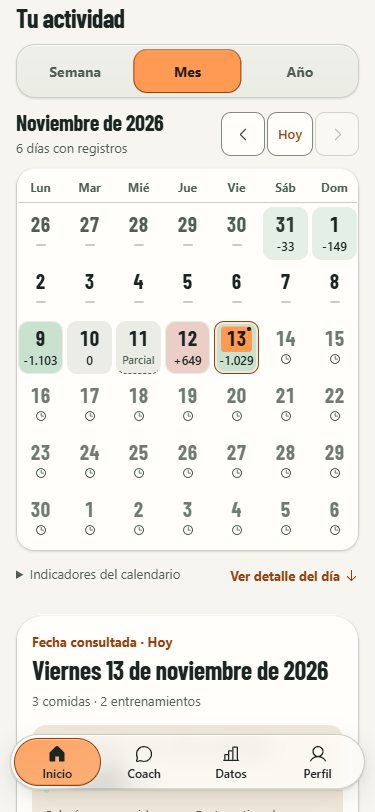 Tu actividad
Semana Mes Año
Noviembre de 2026
6 días con registros
Hoy
Lun Mar Mié Jue Vie Sáb Dom
26 27 28 29 30 31 1
— — — — — -33 -149
2 3 4 5 6 7 8
— — — — — — —
9 10 11 12 13 14 15
-1.103 0 Parcial +649 -1.029
16 17 18 19 20 21 22
23 24 25 26 27 28 29
30 1 2 3 4 5 6
Indicadores del calendario
Ver detalle del día ↓
Fecha consultada · Hoy
Viernes 13 de noviembre de 2026
3 comidas · 2 entrenamientos
Inicio Coach Datos Perfil